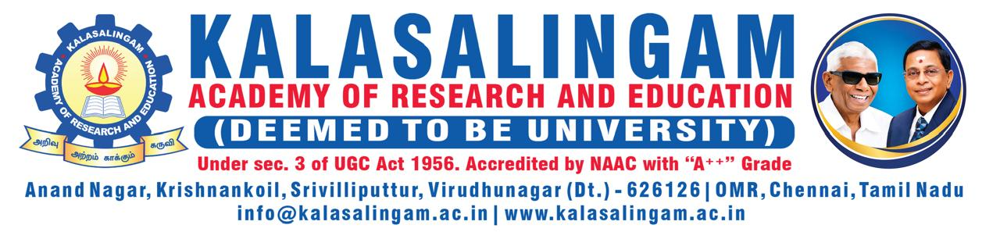 KALASALINGAM
ACADEMY OF RESEARCH AND EDUCATION
அறிவு
அற்றம் காக்கும்
கருவி
KALASALINGAM
ACADEMY OF RESEARCH AND EDUCATION
(DEEMED TO BE UNIVERSITY)
Under sec. 3 of UGC Act 1956. Accredited by NAAC with “A++” Grade
Anand Nagar, Krishnankoil, Srivilliputtur, Virudhunagar (Dt.) - 626126 | OMR, Chennai, Tamil Nadu
info@kalasalingam.ac.in | www.kalasalingam.ac.in